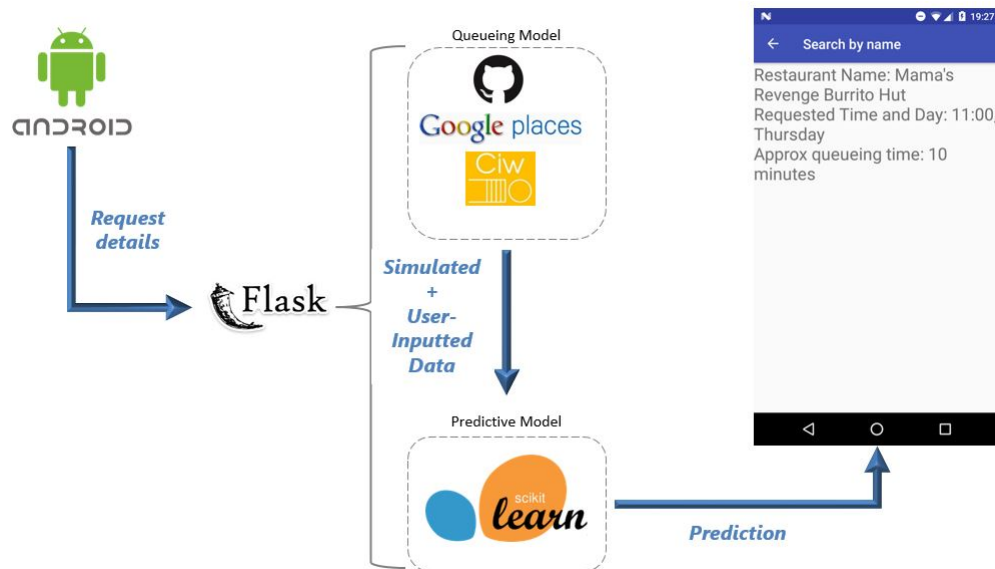 Queueing Model
Google places
Ciw
ANDROID
Request
details
Flask
Simulated
+
User-
Inputted
Data
Predictive Model
scikit
learn
Prediction
19:27
Search by name
Restaurant Name: Mama's
Revenge Burrito Hut
Requested Time and Day: 11:00,
Thursday
Approx queueing time: 10
minutes